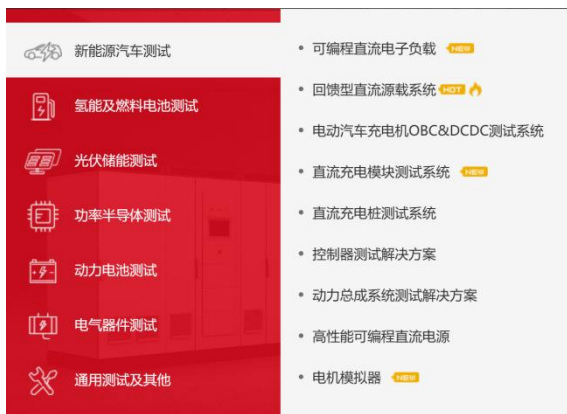 新能源汽车测试
氢能及燃料电池测试
光伏储能测试
功率半导体测试
动力电池测试
电气器件测试
通用测试及其他
• 可编程直流电子负载 NEW
• 回馈型直流源载系统 HOT
• 电动汽车充电机OBC&DCDC测试系统
• 直流充电模块测试系统 NEW
• 直流充电桩测试系统
• 控制器测试解决方案
• 动力总成系统测试解决方案
• 高性能可编程直流电源
• 电机模拟器 NEW